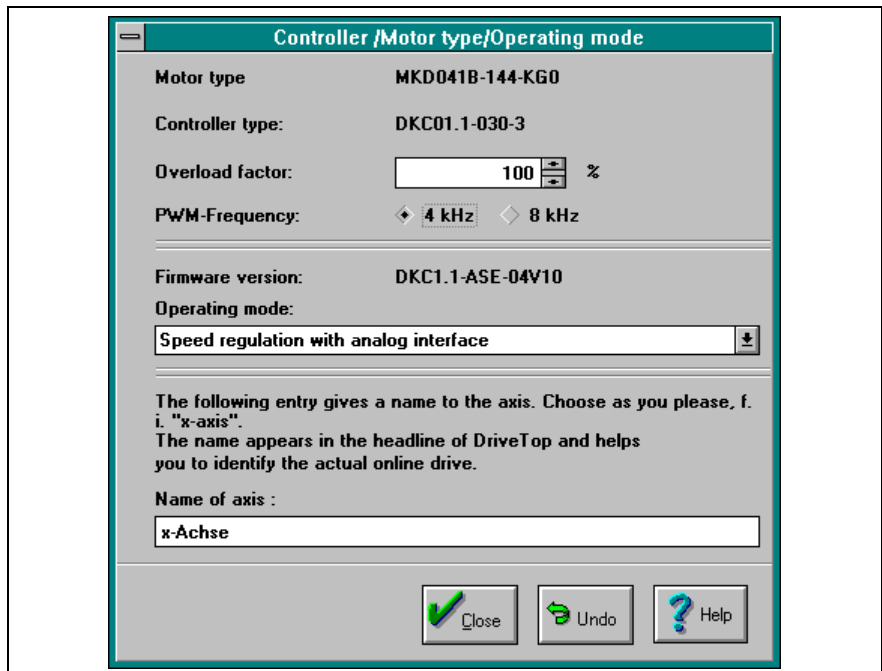 Controller /Motor type/Operating mode
Motor type MKD041B-144-KG0
Controller type: DKC01.1-030-3
Overload factor: 100 %
PWM-Frequency: 4 kHz 8 kHz
Firmware version: DKC1.1-ASE-04V10
Operating mode:
Speed regulation with analog interface
The following entry gives a name to the axis. Choose as you please, f.
i. "x-axis".
The name appears in the headline of DriveTop and helps
you to identify the actual online drive.
Name of axis :
x-Achse
Close Undo Help